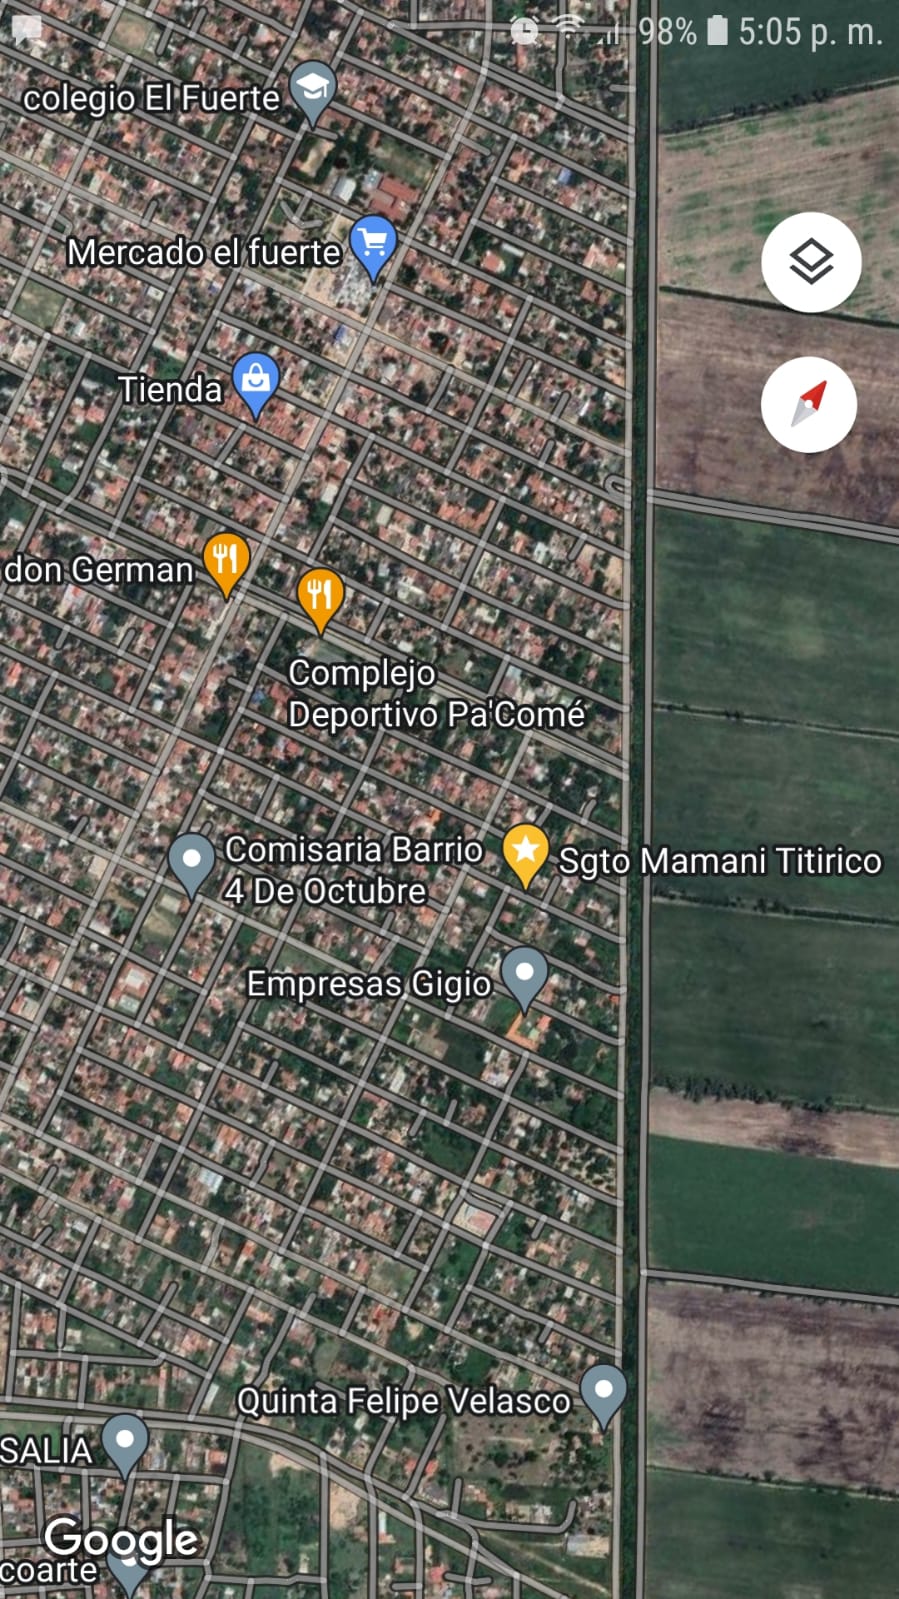 98% 5:05 p. m.
colegio El Fuerte
Mercado el fuerte
Tienda
don German
Complejo
Deportivo Pa'Comé
Comisaria Barrio
4 De Octubre
Sgto Mamani Titirico
Empresas Gigio
Quinta Felipe Velasco
SALIA
Google
coarte